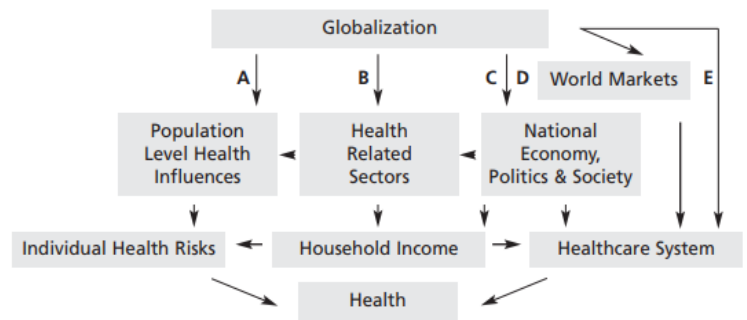 Globalization
A
B
C
D
World Markets
E
Population
Level Health
Influences
Health
Related
Sectors
National
Economy,
Politics & Society
Individual Health Risks
Household Income
Healthcare System
Health